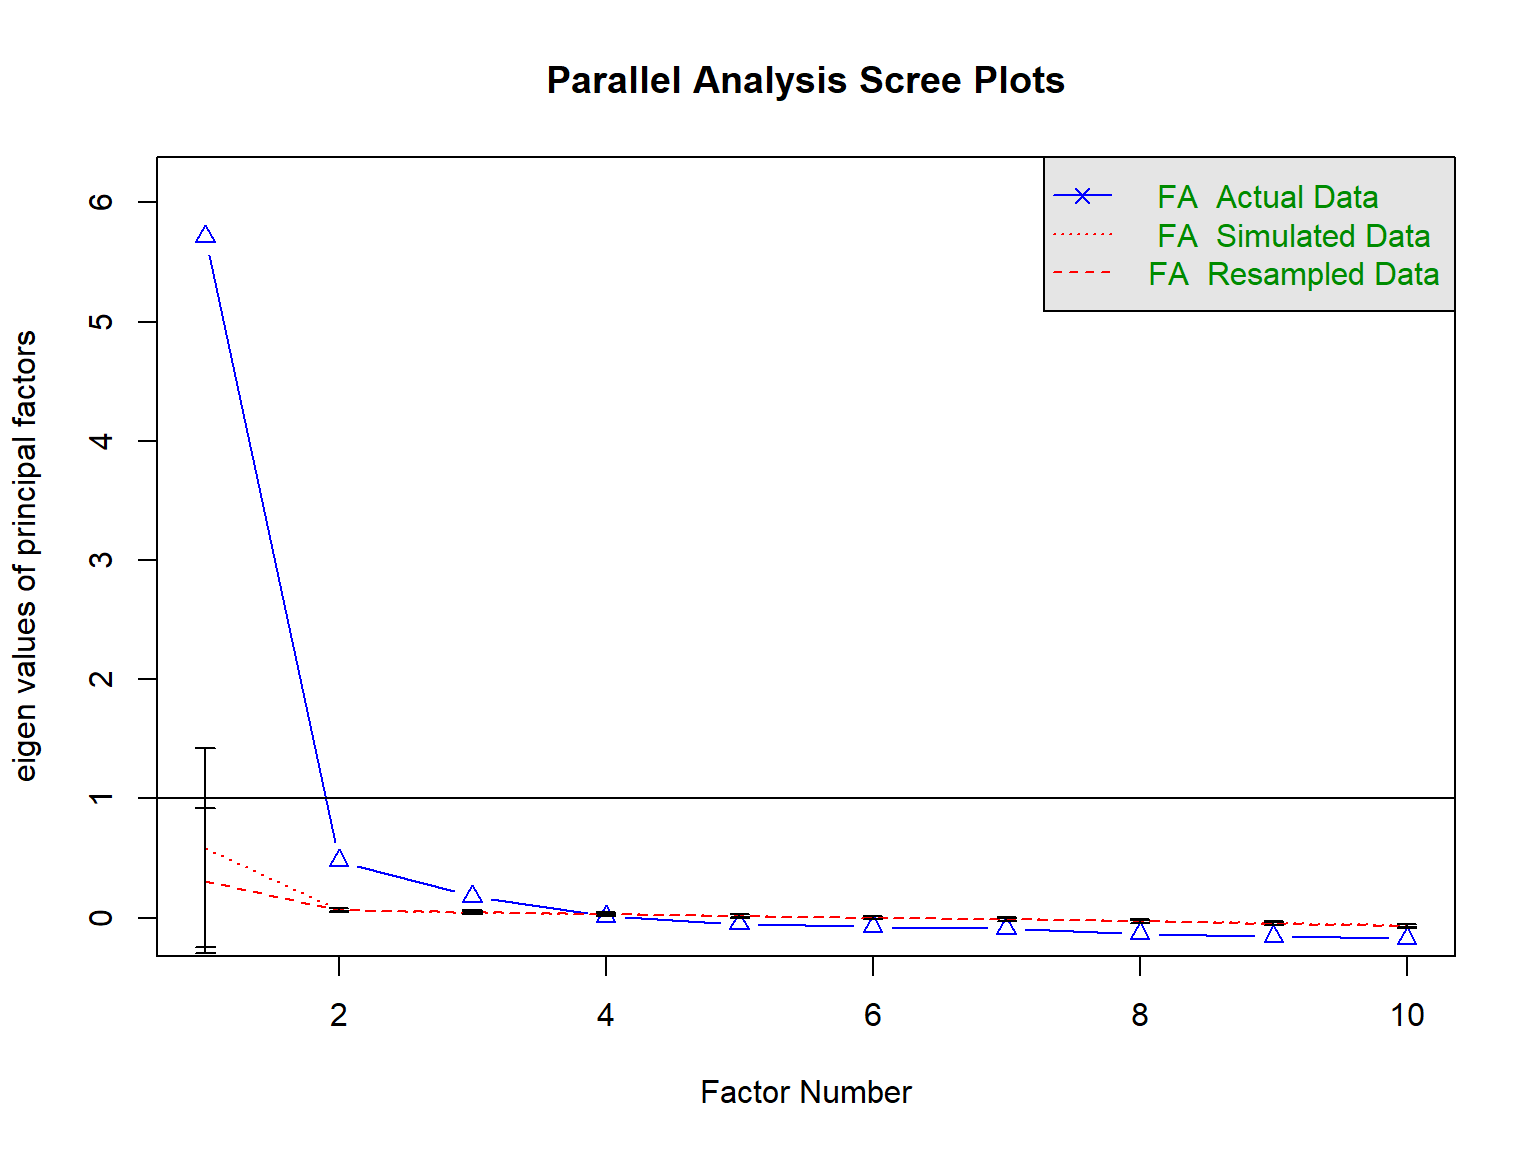 Parallel Analysis Scree Plots
FA Actual Data
FA Simulated Data
FA Resampled Data
eigen values of principal factors
6
5
4
3
2
1
0
2
4
6
8
10
Factor Number